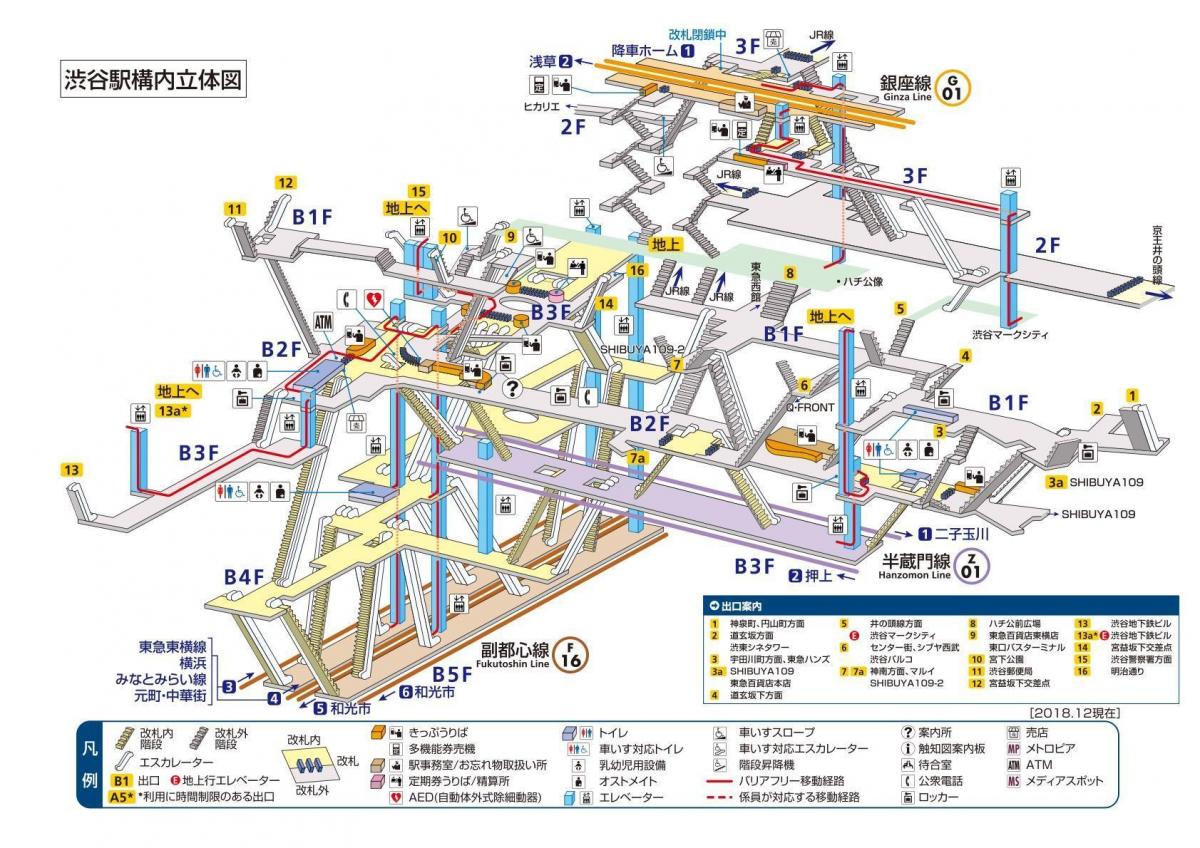 渋谷駅構内立体図
改札閉鎖中
降車ホーム 1
浅草 2
3F
JR線
銀座線
Ginza Line
G
01
ヒカリエ
2F
JR線
3F
2F
京王井の頭線
12
11
B1F
15
地上へ
10
9
16
地上
JR線
JR線
東急西館
8
・ハチ公像
5
渋谷マークシティ
14
B3F
SHIBUYA109-2
7
B1F
地上へ
4
ATM
B2F
地上へ
13a*
6
Q・FRONT
B1F
2
1
3
B2F
7a
3a SHIBUYA109
SHIBUYA109
B3F
13
1 二子玉川
半蔵門線
Hanzomon Line
Z
01
B3F
2 押上
B4F
副都心線
Fukutoshin Line
F
16
B5F
東急東横線
横浜
みなとみらい線
元町・中華街
3
4
5 和光市
6 和光市
出口案内
1 神泉町、円山町方面
2 道玄坂方面
渋東シネタワー
3 宇田川町方面、東急ハンズ
3a SHIBUYA109
東急百貨店本店
4 道玄坂下方面
5 井の頭線方面
E 渋谷マークシティ
6 センター街、シブヤ西武
渋谷パルコ
7 7a 神南方面、マルイ
SHIBUYA109-2
8 ハチ公前広場
9 東急百貨店東横店
東口バスターミナル
10 宮下公園
11 渋谷郵便局
12 宮益坂下交差点
13 渋谷地下鉄ビル
13a* E 渋谷地下鉄ビル
14 宮益坂下交差点
15 渋谷警察署方面
16 明治通り
[2018.12現在]
凡例
改札内階段
改札外階段
エスカレーター
B1 出口 E 地上行エレベーター
A5* *利用に時間制限のある出口
改札内
改札
改札外
きっぷうりば
多機能券売機
駅事務室/お忘れ物取扱い所
定期券うりば/精算所
AED(自動体外式除細動器)
トイレ
車いす対応トイレ
乳幼児用設備
オストメイト
エレベーター
車いすスロープ
車いす対応エスカレーター
階段昇降機
バリアフリー移動経路
係員が対応する移動経路
案内所
触知図案内板
待合室
公衆電話
ロッカー
売店
MP メトロピア
ATM ATM
MS メディアスポット